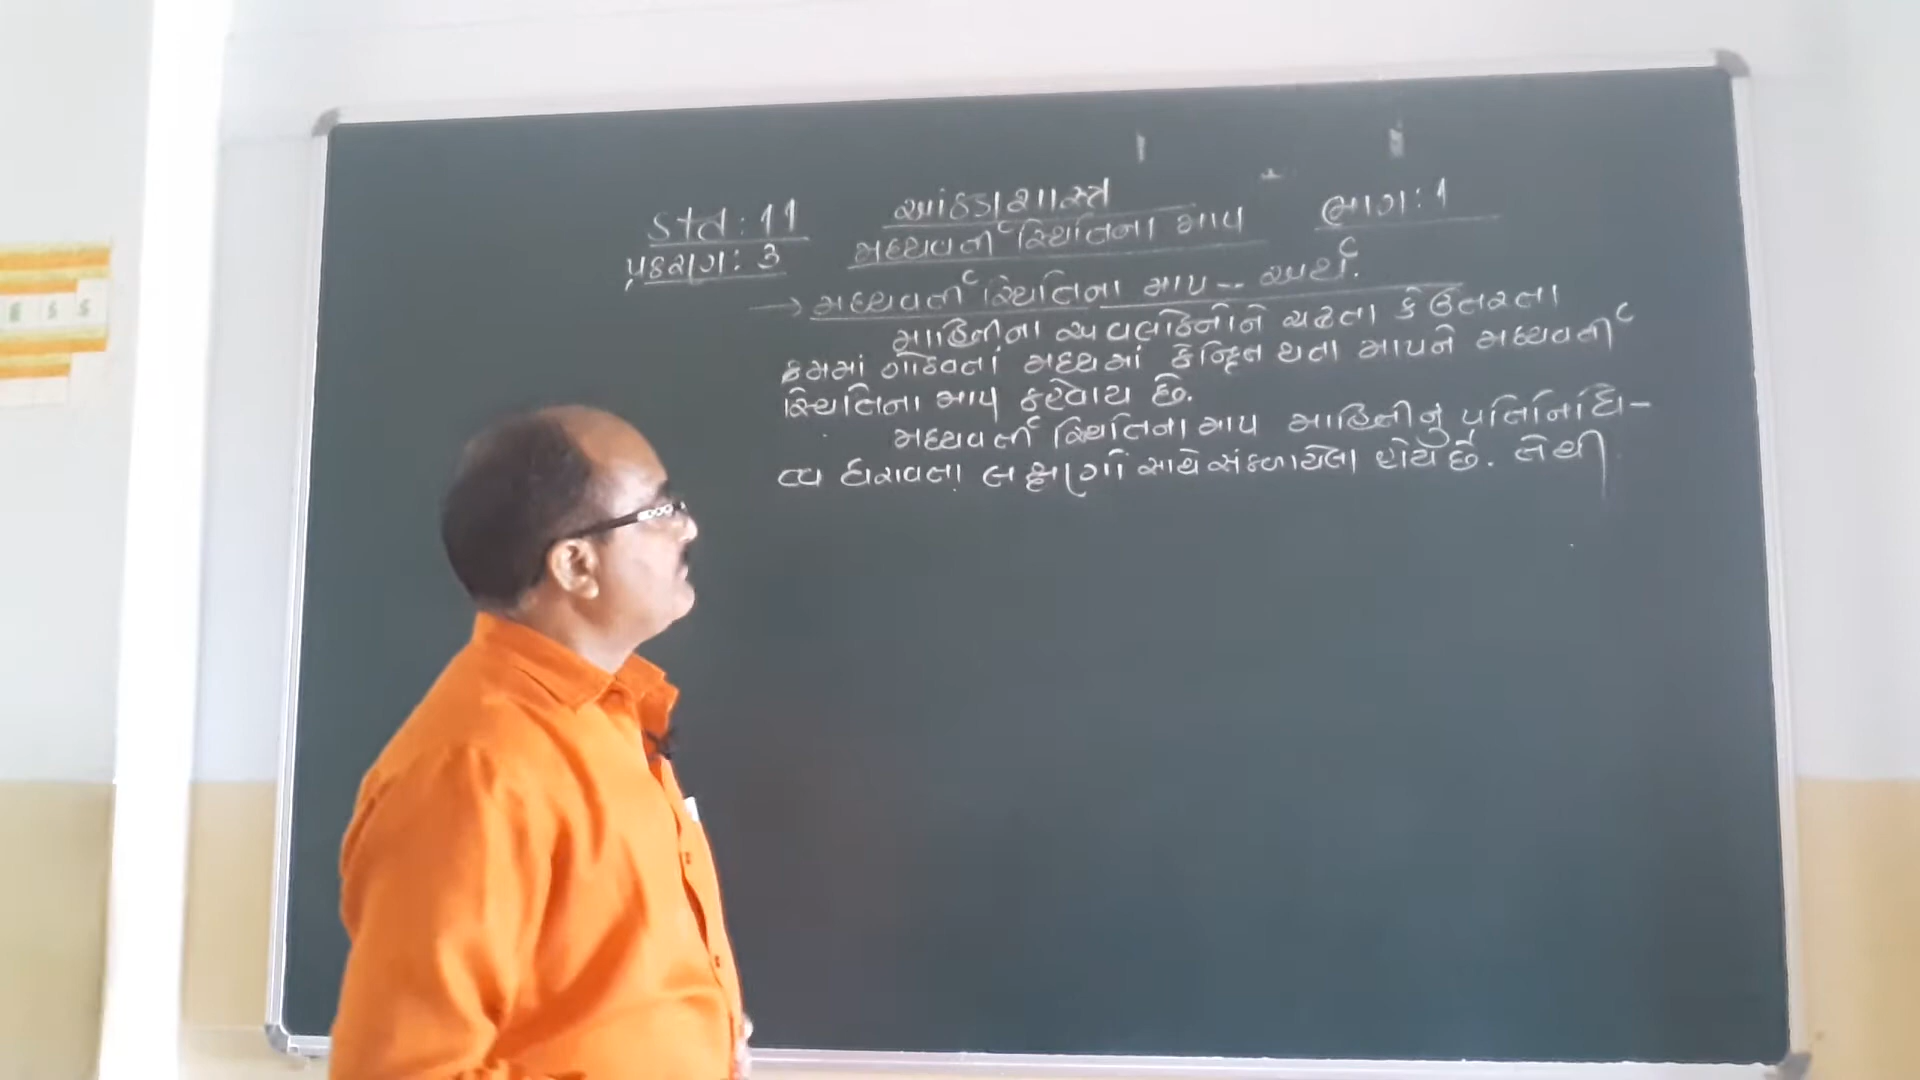 ધોરણ : 11 આંકડાશાસ્ત્ર ભાગ : 1
પ્રકરણ : 3 મધ્યવર્તી સ્થિતિના માપ
→ મધ્યવર્તી સ્થિતિના માપ -- અર્થ.
માહિતીના અવલોકનોને ચઢતા કે ઉતરતા
ક્રમમાં ગોઠવતાં મધ્યમાં કેન્દ્રિત થતા માપને મધ્યવર્તી
સ્થિતિના માપ કહેવાય છે.
મધ્યવર્તી સ્થિતિના માપ માહિતીનું પ્રતિનિધિ-
ત્વ ધરાવતા લક્ષણો સાથે સંકળાયેલા હોય છે. તેથી